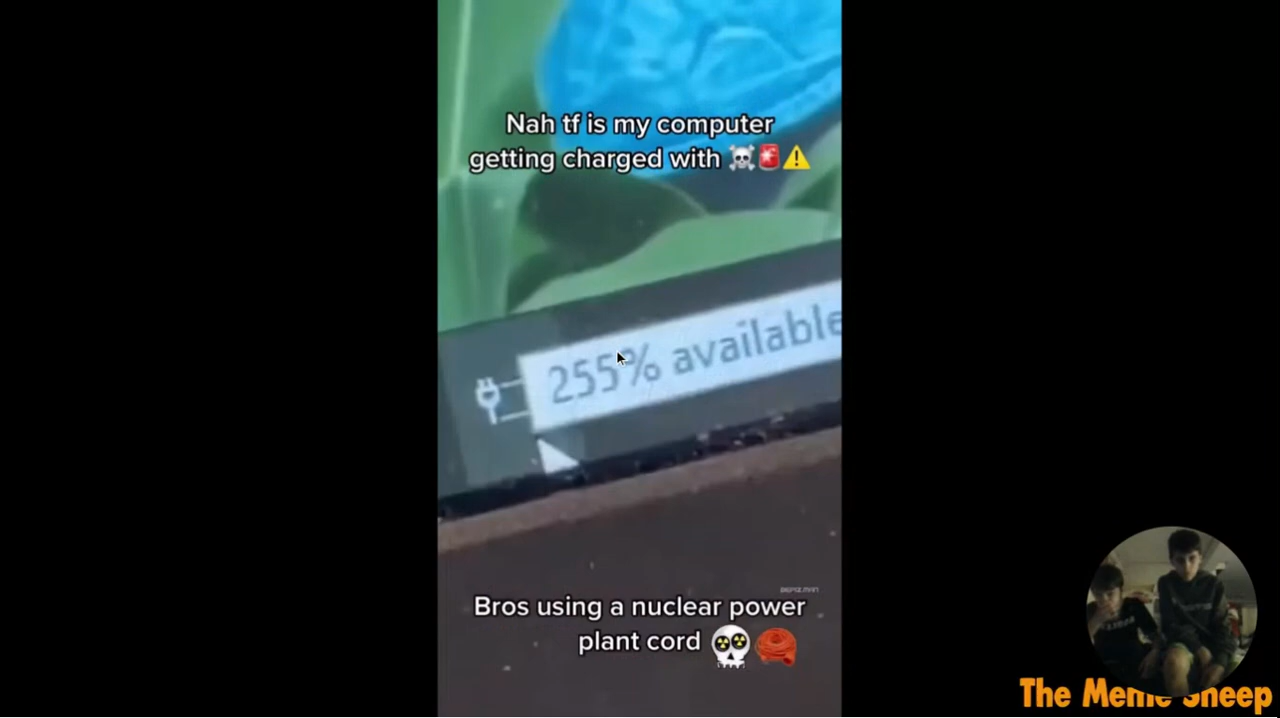 Nah tf is my computer
getting charged with ☠️🚨⚠️
255% available
Bros using a nuclear power
plant cord
The Meme Sheep